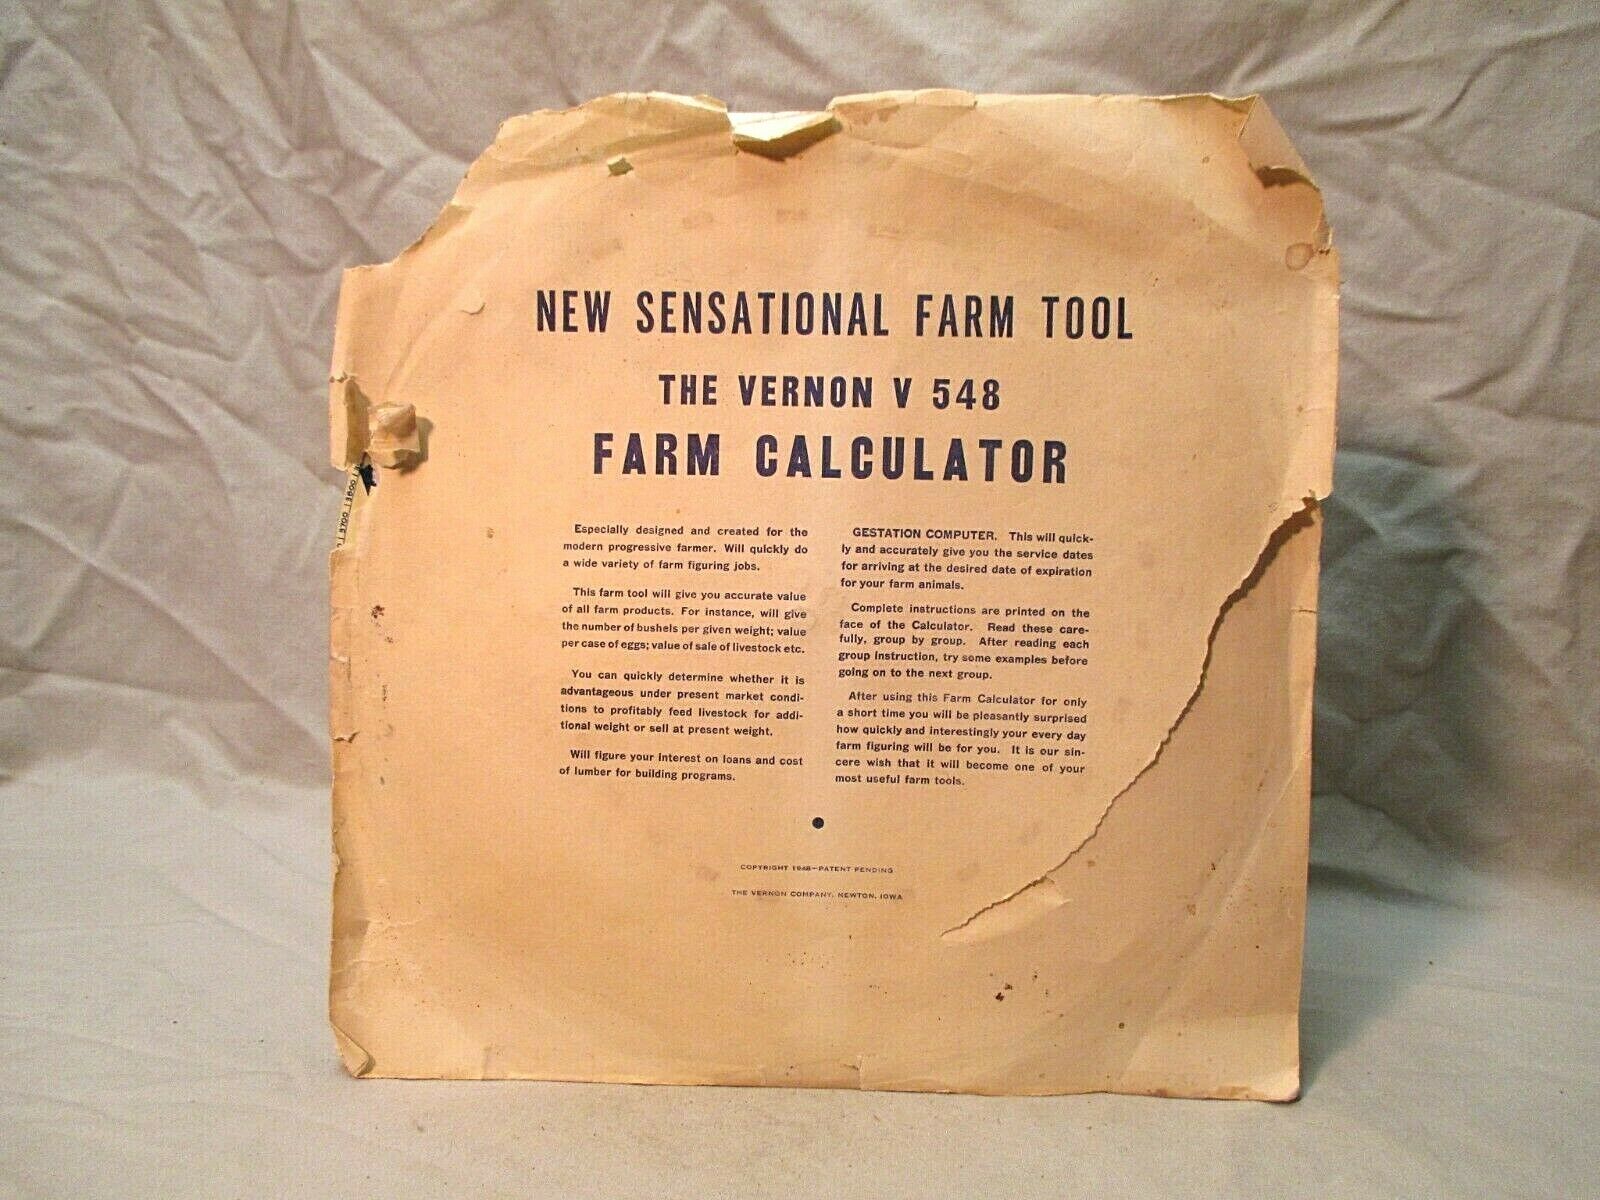 NEW SENSATIONAL FARM TOOL
THE VERNON V 548
FARM CALCULATOR
Especially designed and created for the
modern progressive farmer. Will quickly do
a wide variety of farm figuring jobs.
This farm tool will give you accurate value
of all farm products. For instance, will give
the number of bushels per given weight; value
per case of eggs; value of sale of livestock etc.
You can quickly determine whether it is
advantageous under present market condi-
tions to profitably feed livestock for addi-
tional weight or sell at present weight.
Will figure your interest on loans and cost
of lumber for building programs.
GESTATION COMPUTER. This will quick-
ly and accurately give you the service dates
for arriving at the desired date of expiration
for your farm animals.
Complete instructions are printed on the
face of the Calculator. Read these care-
fully, group by group. After reading each
group instruction, try some examples before
going on to the next group.
After using this Farm Calculator for only
a short time you will be pleasantly surprised
how quickly and interestingly your every day
farm figuring will be for you. It is our sin-
cere wish that it will become one of your
most useful farm tools.
COPYRIGHT 1948—PATENT PENDING
THE VERNON COMPANY, NEWTON, IOWA